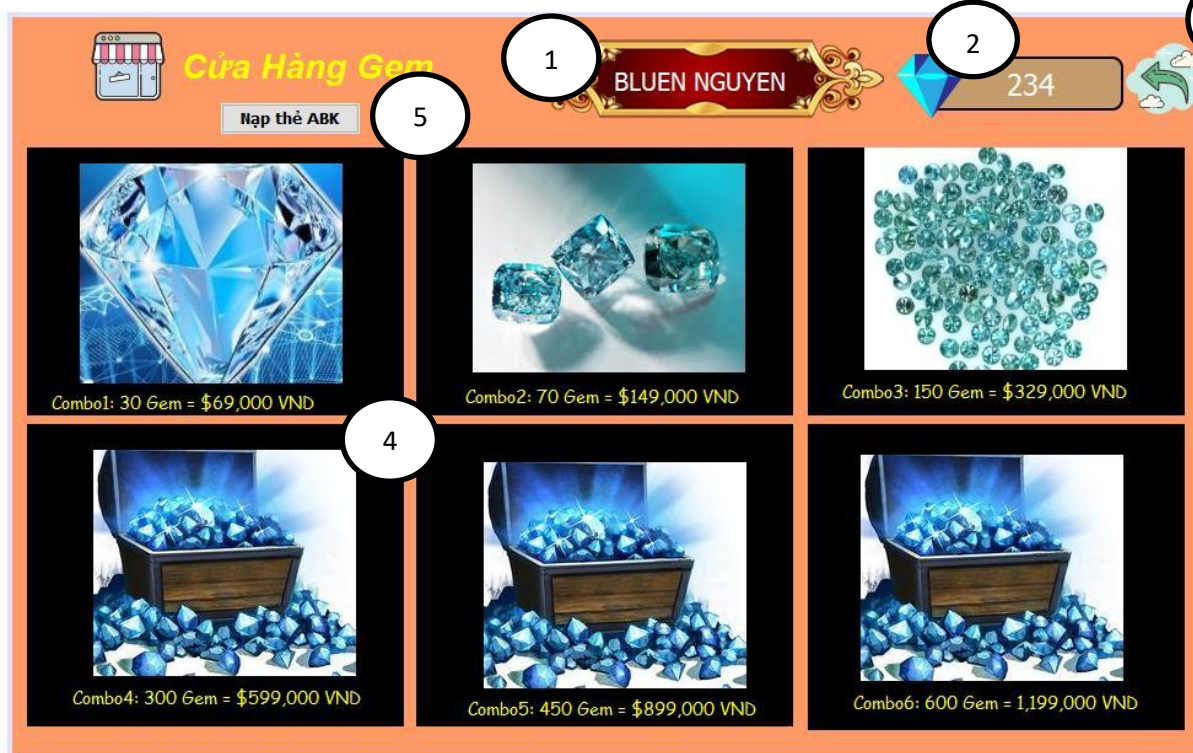 Cửa Hàng Gem
1
BLUEN NGUYEN
2
234
Nạp thẻ ABK
5
Combo1: 30 Gem = $69,000 VND
Combo2: 70 Gem = $149,000 VND
Combo3: 150 Gem = $329,000 VND
4
Combo4: 300 Gem = $599,000 VND
Combo5: 450 Gem = $899,000 VND
Combo6: 600 Gem = 1,199,000 VND